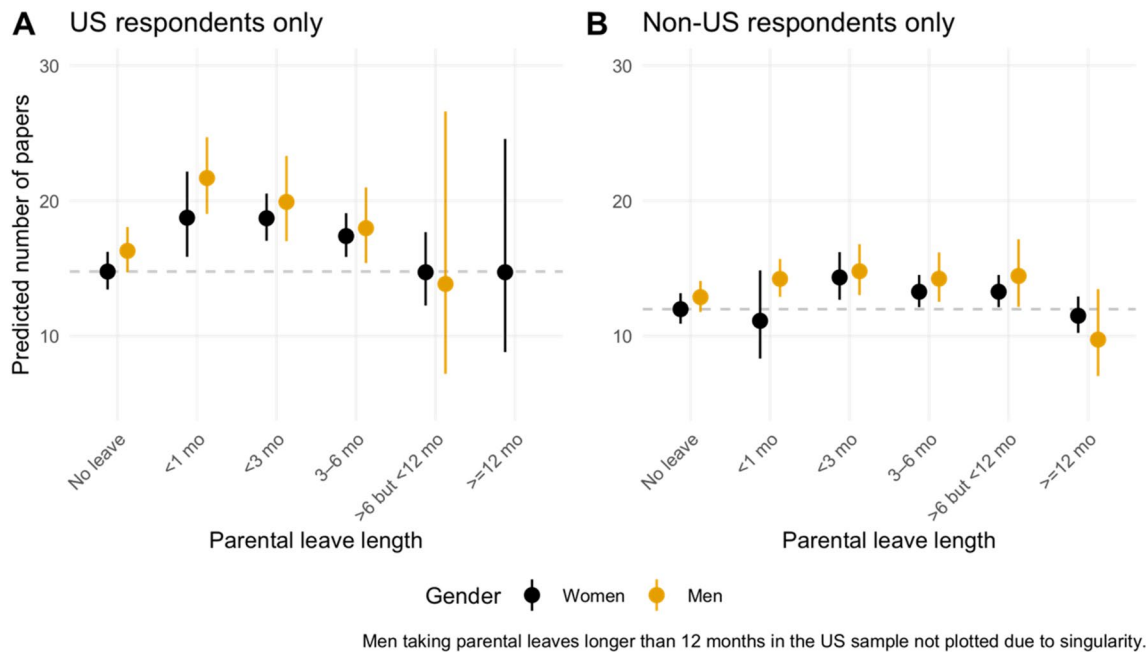 A US respondents only
B Non-US respondents only
Predicted number of papers
30
20
10
30
20
10
No leave
<1 mo
<3 mo
3–6 mo
>6 but <12 mo
>=12 mo
No leave
<1 mo
<3 mo
3–6 mo
>6 but <12 mo
>=12 mo
Parental leave length
Parental leave length
Gender Women Men
Men taking parental leaves longer than 12 months in the US sample not plotted due to singularity.